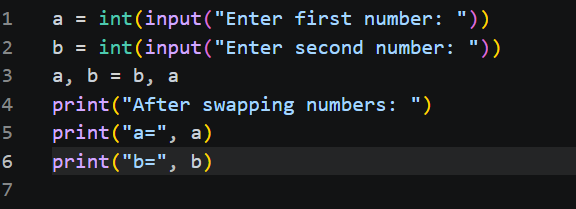 1 a = int(input("Enter first number: "))
2 b = int(input("Enter second number: "))
3 a, b = b, a
4 print("After swapping numbers: ")
5 print("a=", a)
6 print("b=", b)
7